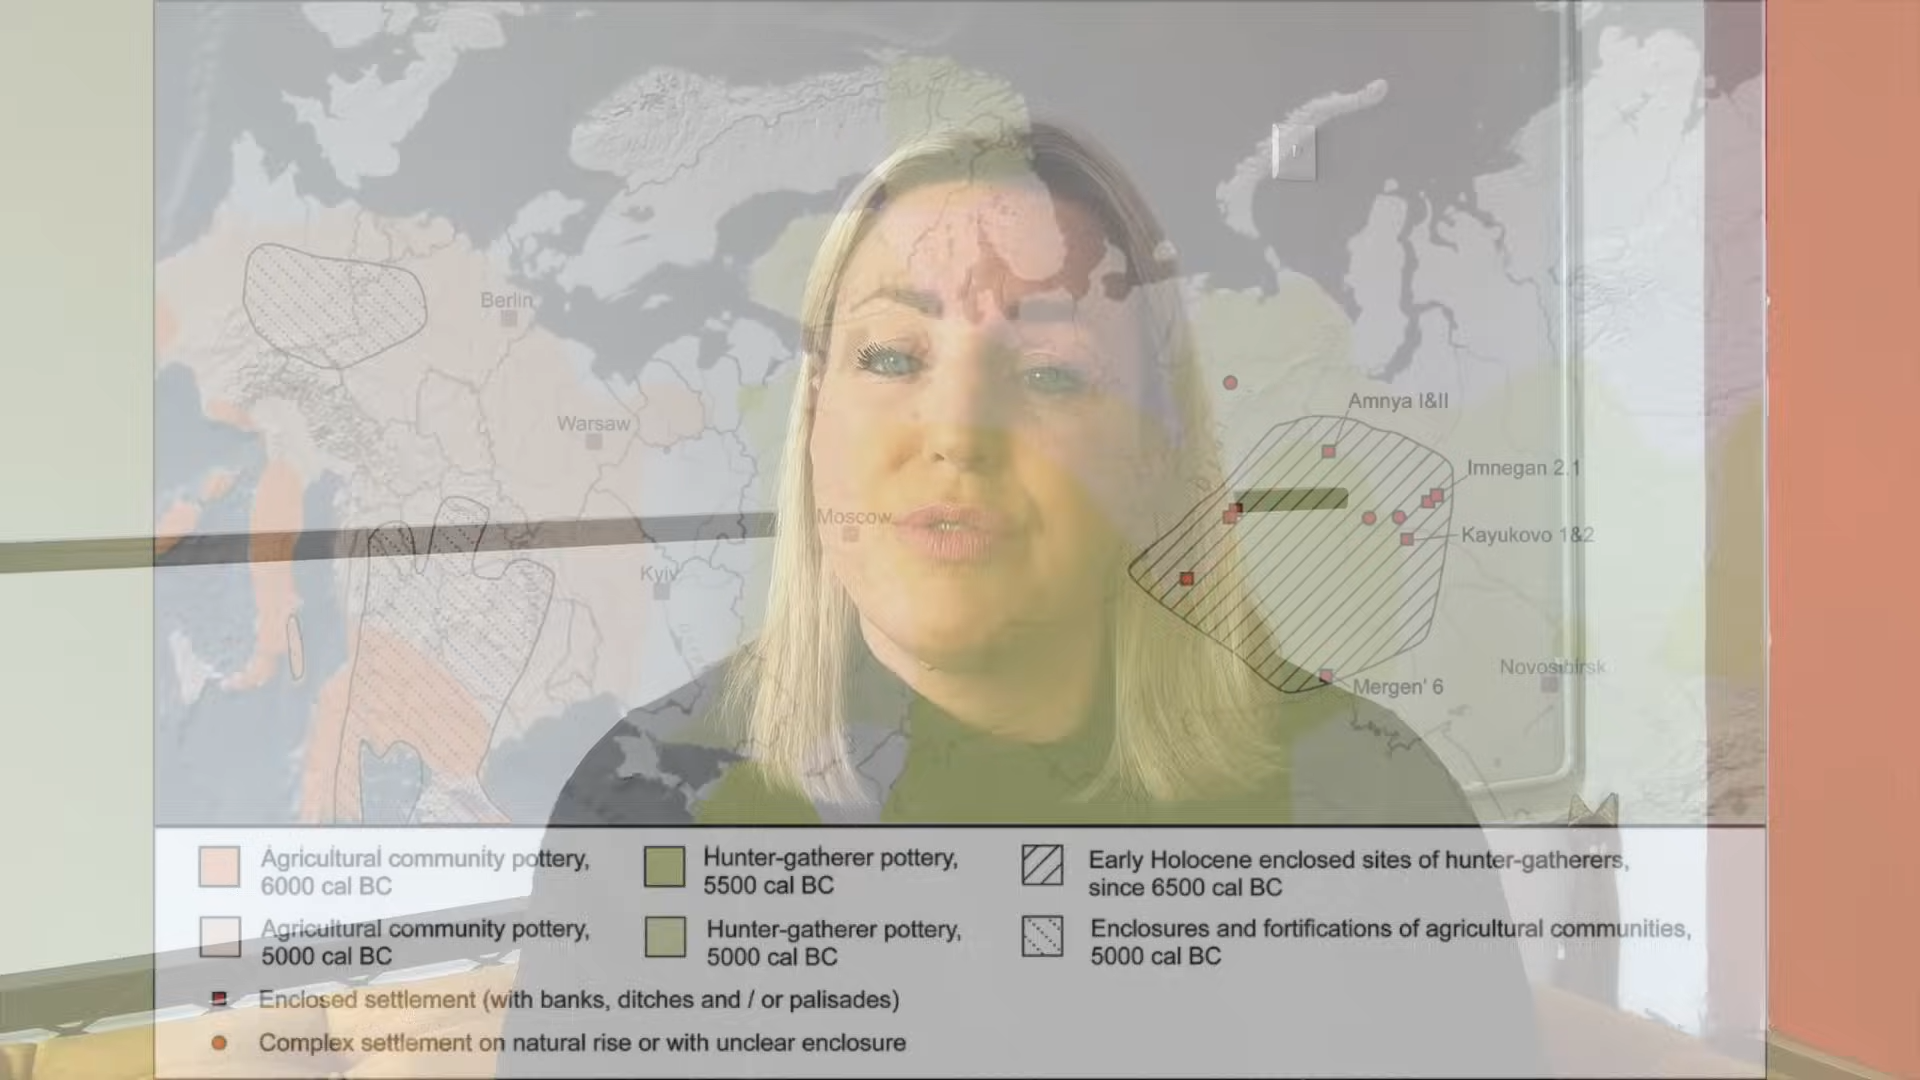 Berlin
Warsaw
Moscow
Kyiv
Amnya I&II
Imnegan 2.1
Kayukovo 1&2
Mergen' 6
Novosibirsk
Agricultural community pottery,
6000 cal BC
Agricultural community pottery,
5000 cal BC
Hunter-gatherer pottery,
5500 cal BC
Hunter-gatherer pottery,
5000 cal BC
Early Holocene enclosed sites of hunter-gatherers,
since 6500 cal BC
Enclosures and fortifications of agricultural communities,
5000 cal BC
Enclosed settlement (with banks, ditches and / or palisades)
Complex settlement on natural rise or with unclear enclosure